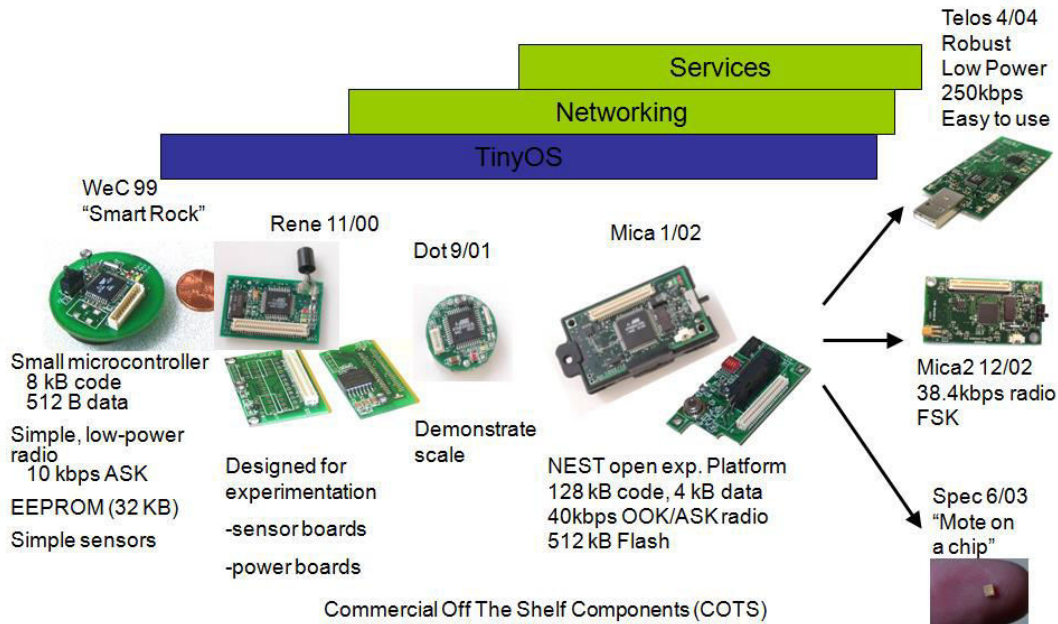 Telos 4/04
Robust
Low Power
250kbps
Easy to use
Services
Networking
TinyOS
WeC 99
“Smart Rock”
Rene 11/00
Dot 9/01
Mica 1/02
Small microcontroller
8 kB code
512 B data
Simple, low-power
radio
10 kbps ASK
EEPROM (32 KB)
Simple sensors
Designed for
experimentation
-sensor boards
-power boards
Demonstrate
scale
NEST open exp. Platform
128 kB code, 4 kB data
40kbps OOK/ASK radio
512 kB Flash
Mica2 12/02
38.4kbps radio
FSK
Spec 6/03
“Mote on
a chip”
Commercial Off The Shelf Components (COTS)